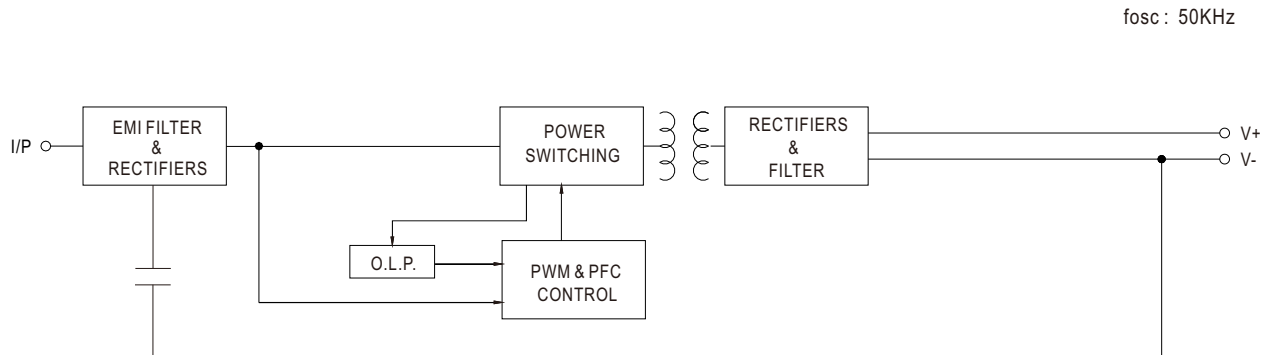 fosc : 50KHz
I/P
EMI FILTER
&
RECTIFIERS
POWER
SWITCHING
RECTIFIERS
&
FILTER
V+
V-
O.L.P.
PWM & PFC
CONTROL